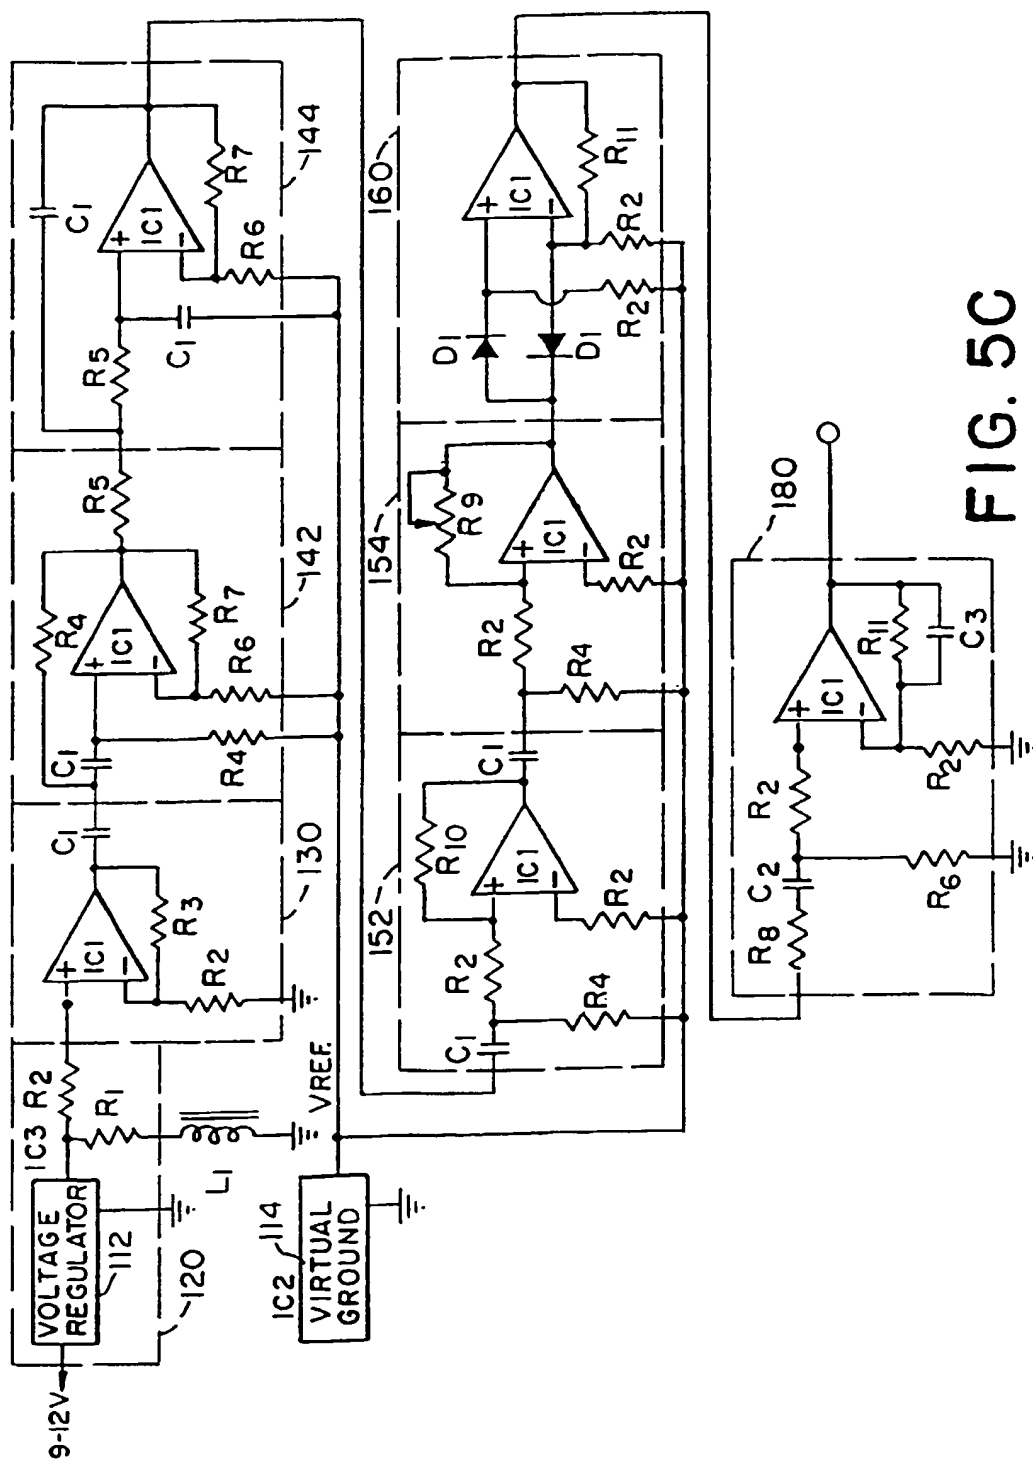 9-12V
VOLTAGE
REGULATOR
112
120
1C3
R2
R1
L1
IC1
+
-
R3
R2
130
C1
C1
R4
R4
+
-
IC1
R7
R6
142
R5
R5
C1
C1
+
-
IC1
R7
R6
144
1C2
114
VIRTUAL
GROUND
VREF.
C1
R2
R4
R10
+
-
IC1
R2
152
C1
R2
R4
R9
+
-
IC1
R2
154
D1
D1
R2
+
-
IC1
R11
R2
160
R8
C2
R6
R2
+
-
IC1
R2
R11
C3
180
FIG. 5C